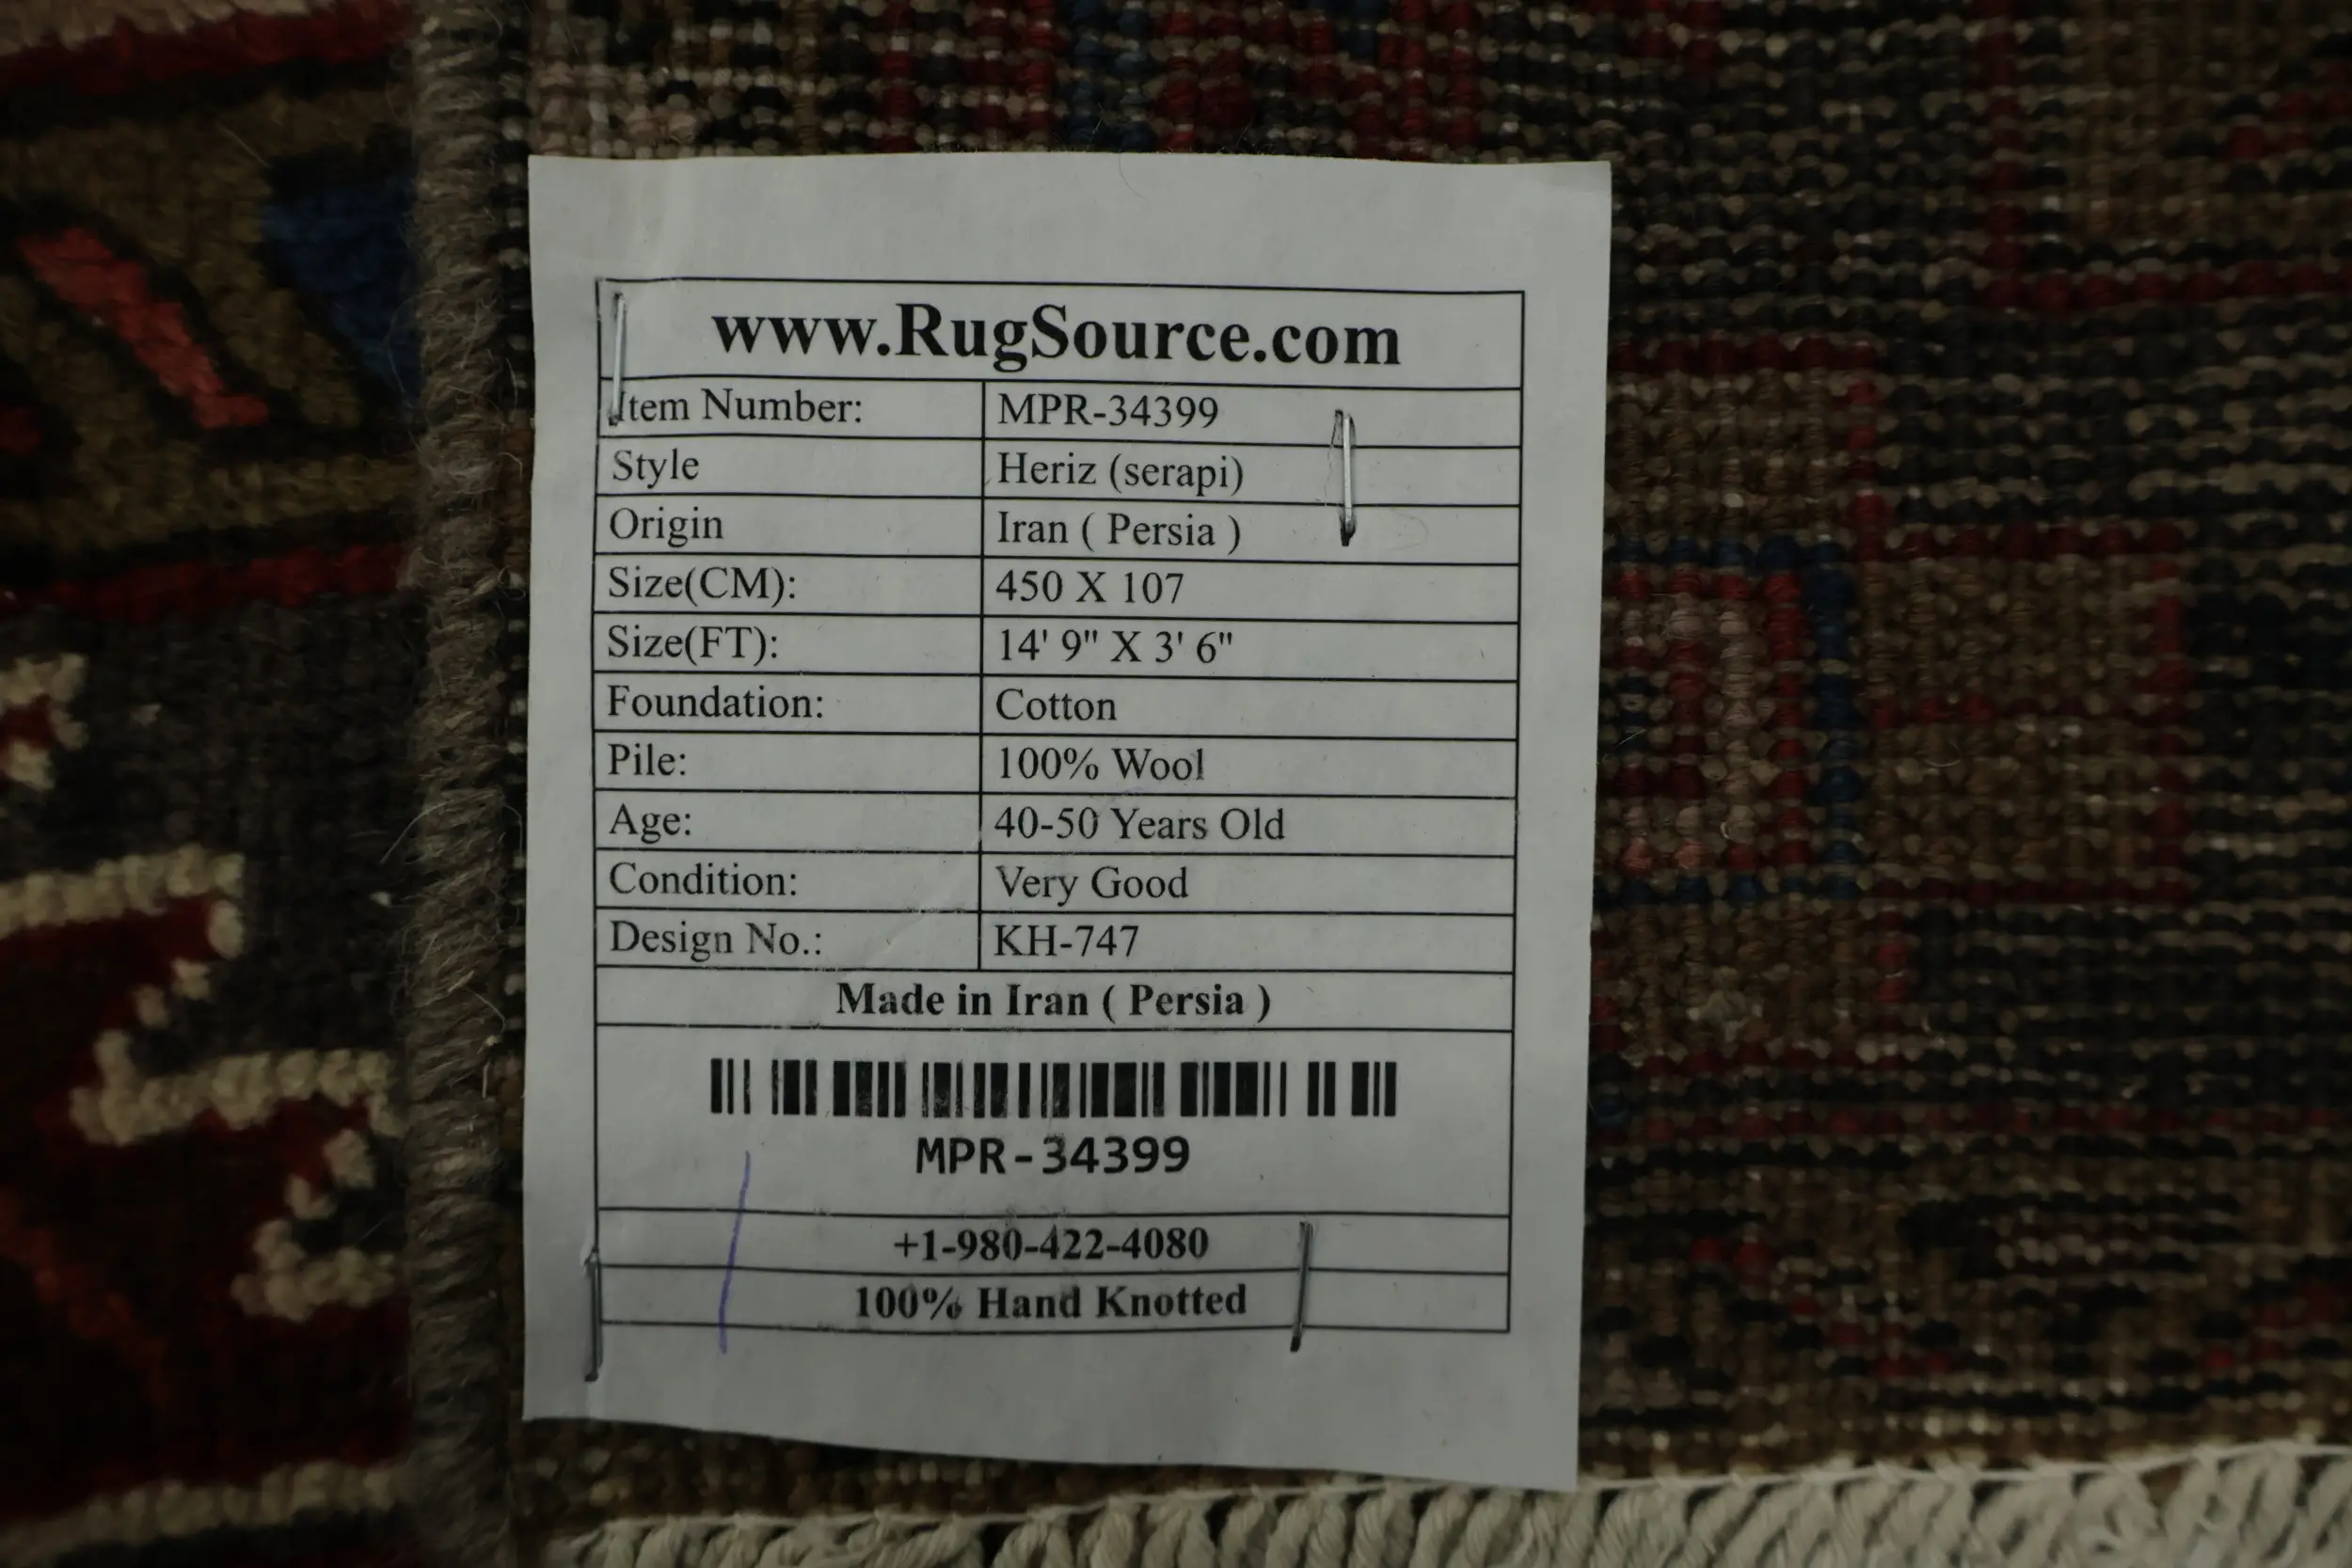 www.RugSource.com
Item Number: MPR-34399
Style Heriz (serapi)
Origin Iran ( Persia )
Size(CM): 450 X 107
Size(FT): 14' 9" X 3' 6"
Foundation: Cotton
Pile: 100% Wool
Age: 40-50 Years Old
Condition: Very Good
Design No.: KH-747
Made in Iran ( Persia )
MPR-34399
+1-980-422-4080
100% Hand Knotted